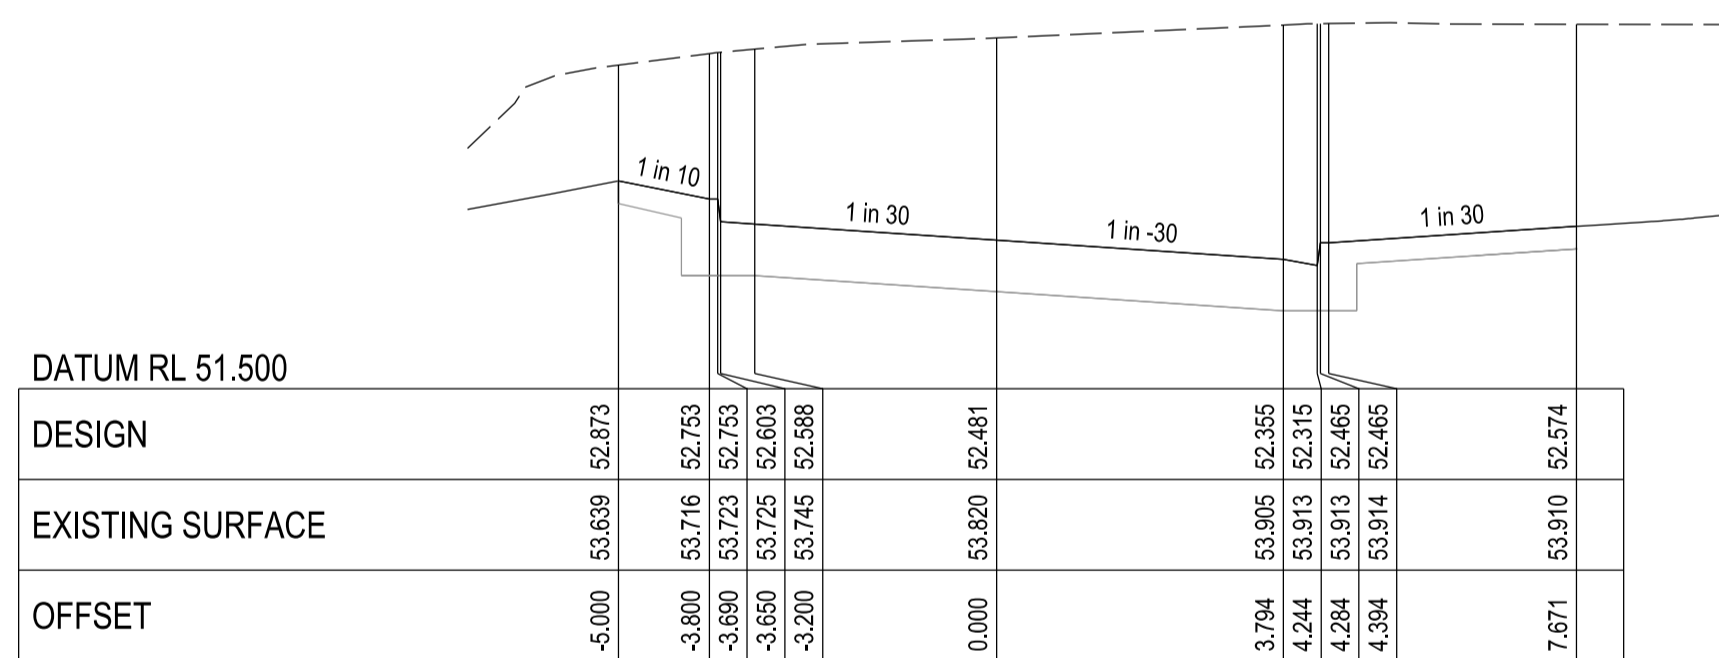 1 in 10
1 in 30
1 in -30
1 in 30
DATUM RL 51.500
DESIGN 52.873 52.753 52.753 52.603 52.588 52.481 52.355 52.315 52.465 52.465 52.574
EXISTING SURFACE 53.639 53.716 53.723 53.725 53.745 53.820 53.905 53.913 53.913 53.914 53.910
OFFSET -5.000 -3.800 -3.690 -3.650 -3.200 0.000 3.794 4.244 4.284 4.394 7.671